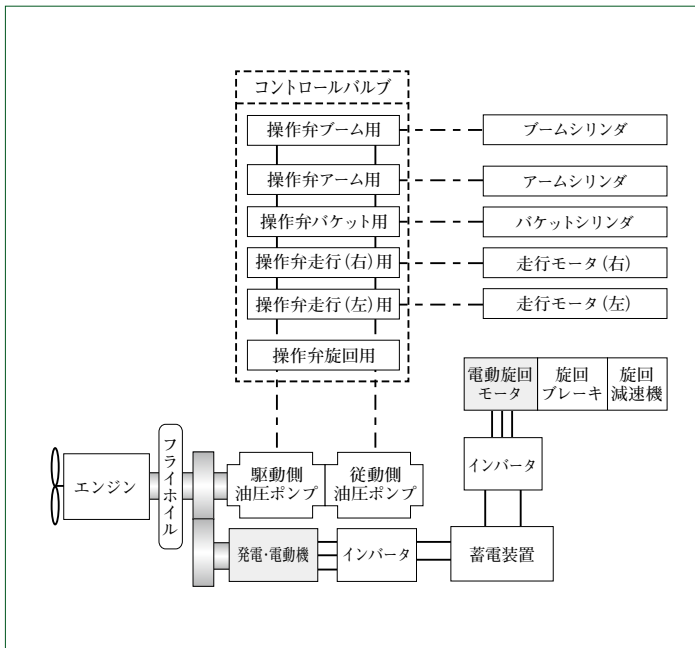 コントロールバルブ
操作弁ブーム用
ブームシリンダ
操作弁アーム用
アームシリンダ
操作弁バケット用
バケットシリンダ
操作弁走行(右)用
走行モータ(右)
操作弁走行(左)用
走行モータ(左)
操作弁旋回用
電動旋回
モータ
旋回
ブレーキ
旋回
減速機
フライホイル
エンジン
駆動側
油圧ポンプ
従動側
油圧ポンプ
インバータ
発電・電動機
インバータ
蓄電装置